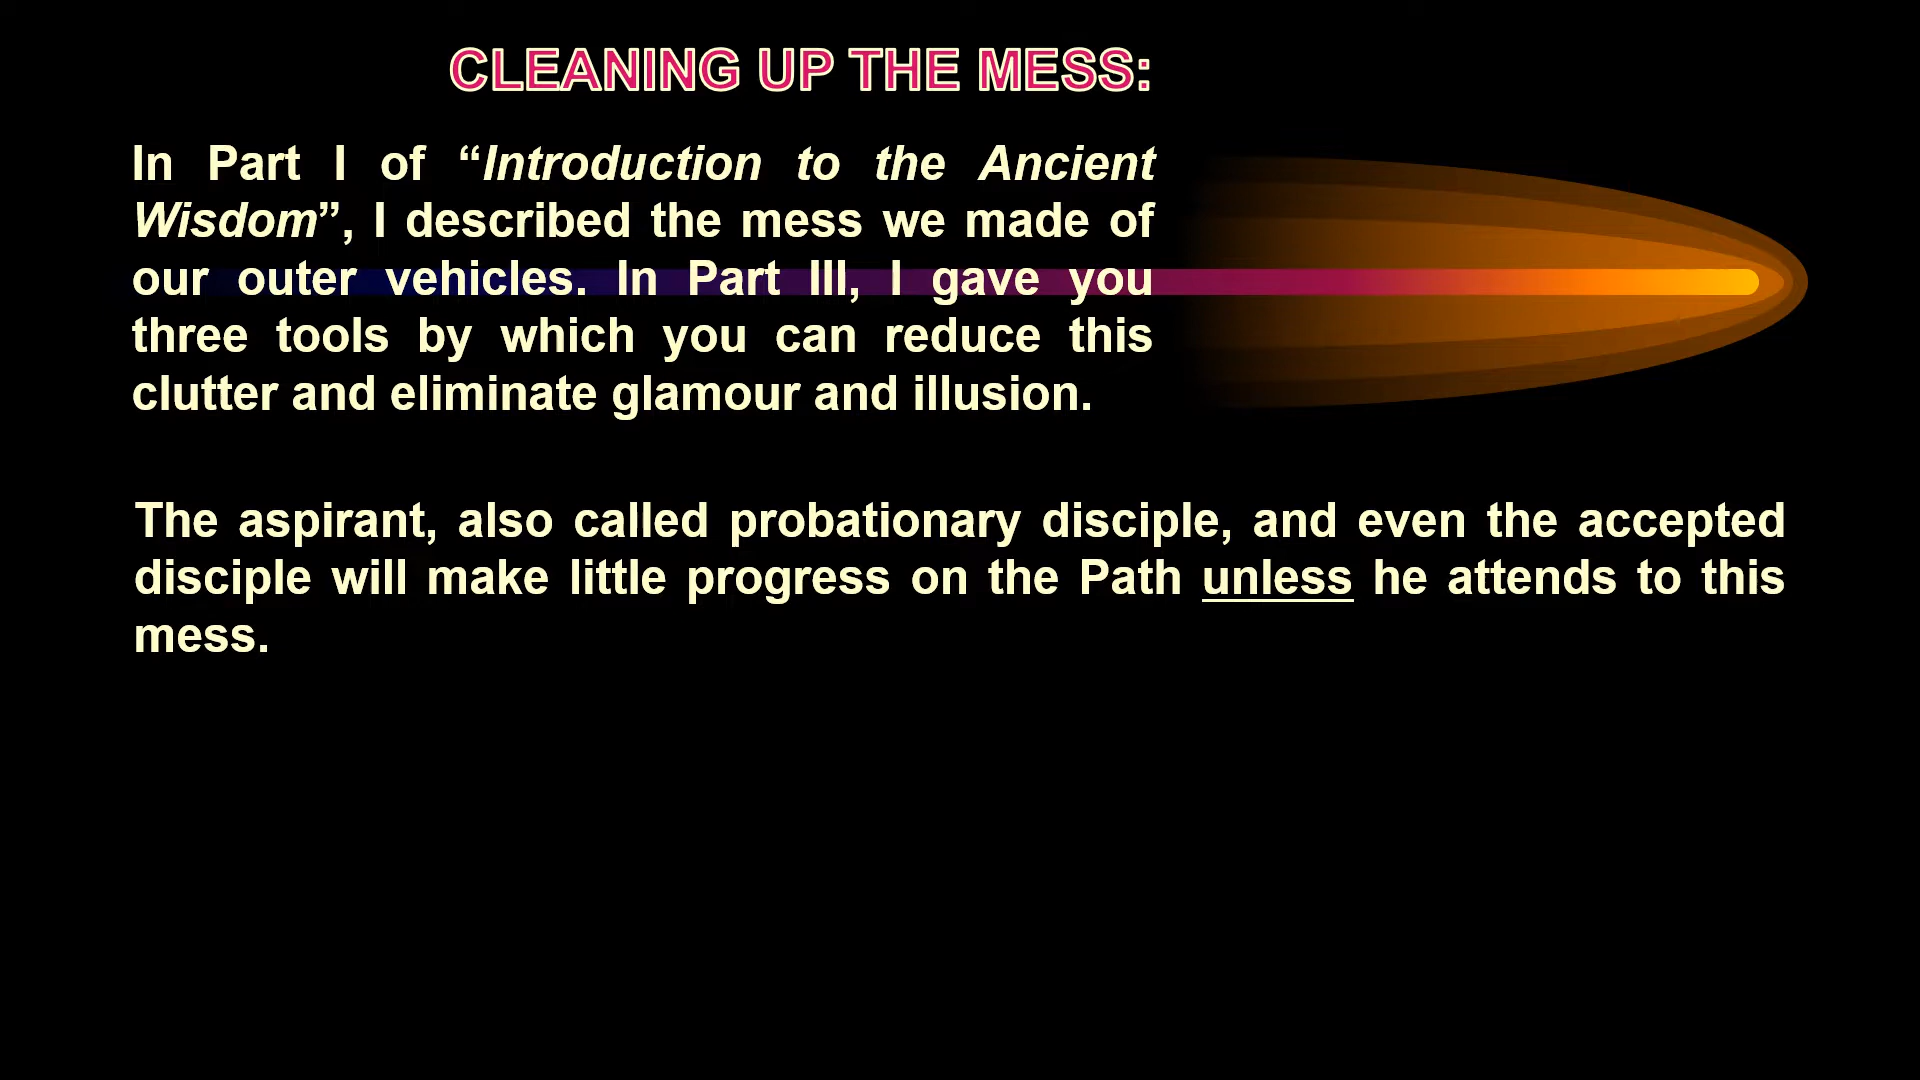 CLEANING UP THE MESS:
In Part I of “Introduction to the Ancient
Wisdom”, I described the mess we made of
our outer vehicles. In Part III, I gave you
three tools by which you can reduce this
clutter and eliminate glamour and illusion.
The aspirant, also called probationary disciple, and even the accepted
disciple will make little progress on the Path unless he attends to this
mess.